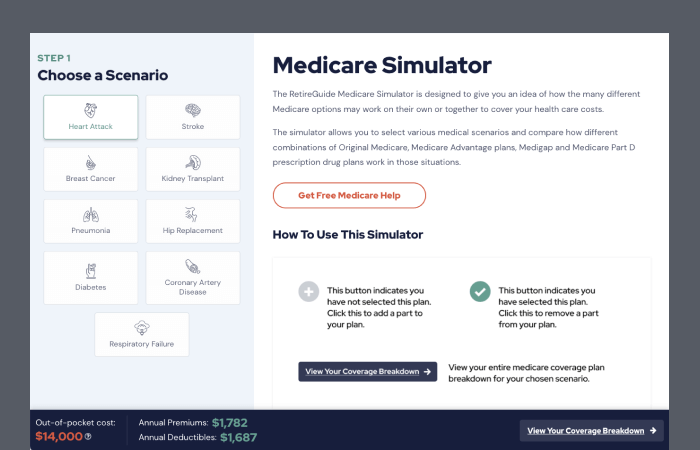 STEP 1
Choose a Scenario
Heart Attack
Stroke
Breast Cancer
Kidney Transplant
Pneumonia
Hip Replacement
Diabetes
Coronary Artery
Disease
Respiratory Failure
Medicare Simulator
The RetireGuide Medicare Simulator is designed to give you an idea of how the many different
Medicare options may work on their own or together to cover your health care costs.
The simulator allows you to select various medical scenarios and compare how different
combinations of Original Medicare, Medicare Advantage plans, Medigap and Medicare Part D
prescription drug plans work in those situations.
Get Free Medicare Help
How To Use This Simulator
This button indicates you
have not selected this plan.
Click this to add a part to
your plan.
This button indicates you
have selected this plan.
Click this to remove a part
from your plan.
View Your Coverage Breakdown
View your entire medicare coverage plan
breakdown for your chosen scenario.
Out-of-pocket cost:
$14,000
Annual Premiums: $1,782
Annual Deductibles: $1,687
View Your Coverage Breakdown